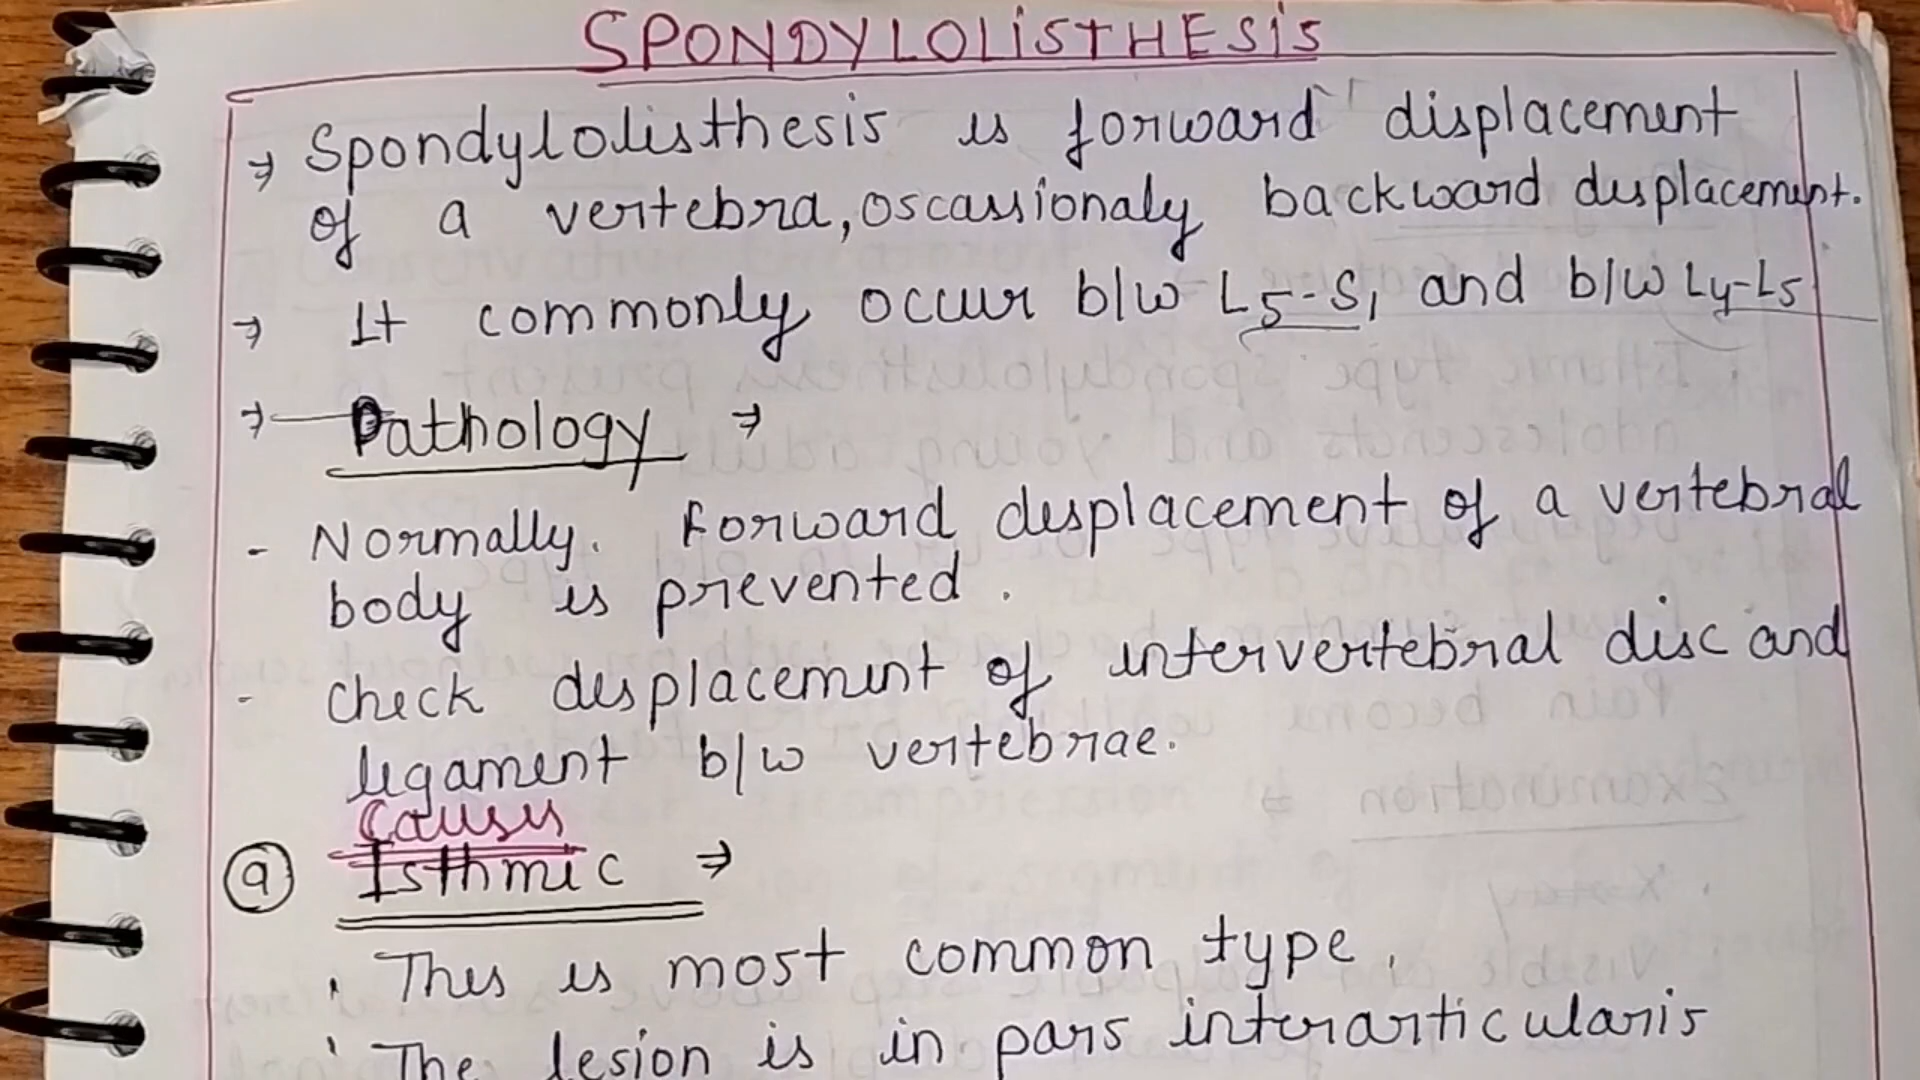 SPONDYLOLiSTHESiS
→ Spondylolisthesis is forward displacement
of a vertebra, oscassionaly backward displacement.
→ It commonly occur b/w L5-S1 and b/w L4-L5
→ Pathology →
- Normally. Forward displacement of a vertebral
body is prevented.
- check displacement of intervertebral disc and
ligament b/w vertebrae.
Causes
(a) Isthmic ⇒
. This is most common type.
. The lesion is in pars interarticularis